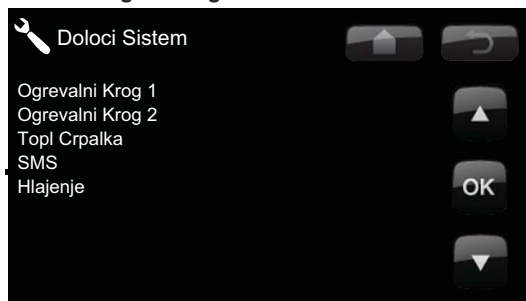 Doloci Sistem
Ogrevalni Krog 1
Ogrevalni Krog 2
Topl Crpalka
SMS
Hlajenje
OK